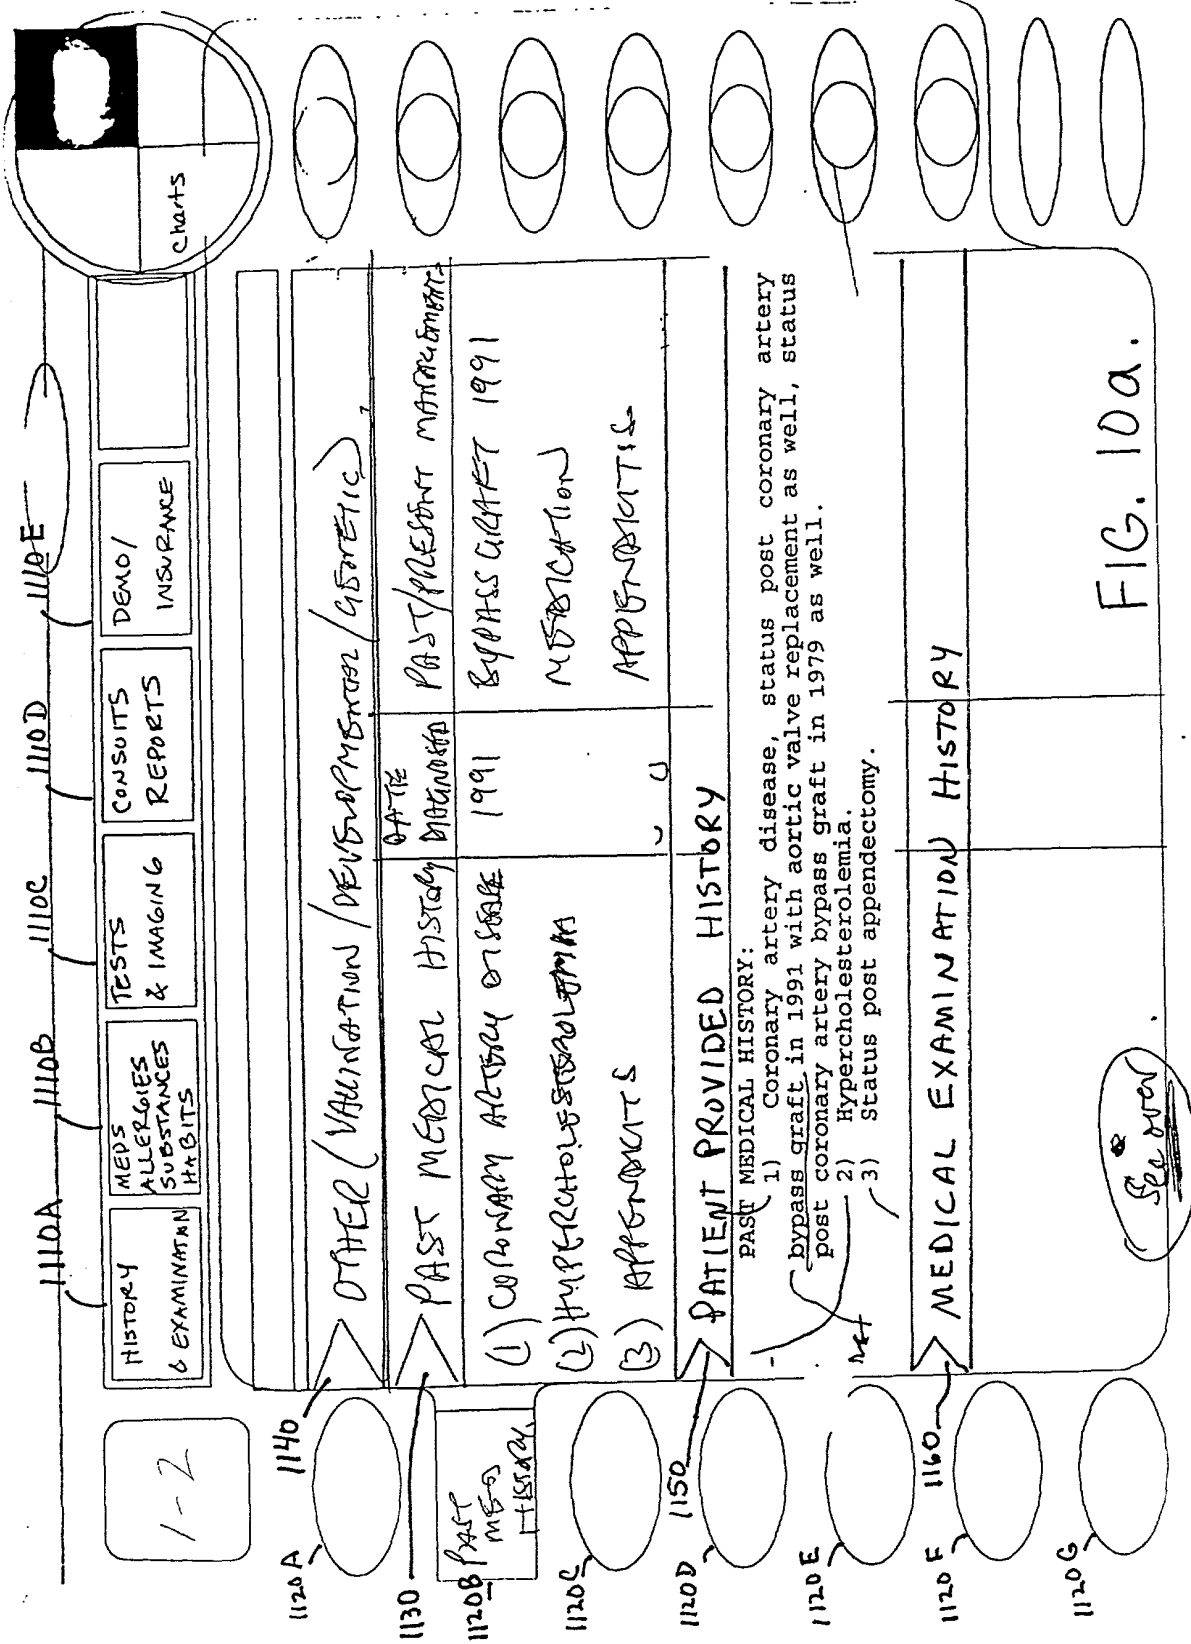 1110A
1110B
1110C
1110D
1110E
1-2
HISTORY
& EXAMINATION
MEDS
ALLERGIES
SUBSTANCES
HABITS
TESTS
& IMAGING
CONSULTS
REPORTS
DEMO/
INSURANCE
Charts
1120A
1140
OTHER (VACCINATION / DEVELOPMENTAL / GENETIC)
1130
PAST MEDICAL HISTORY
DATE
DIAGNOSED
PAST/PRESENT MANAGEMENT
1120B
PAST
MED
HISTORY
(1) CORONARY ARTERY DISEASE 1991 BYPASS GRAFT 1991
(2) HYPERCHOLESTEROLEMIA MEDICATION
1120C
(3) APPENDICITS APPENDICITIS
1150
PATIENT PROVIDED HISTORY
1120D
PAST MEDICAL HISTORY:
1) Coronary artery disease, status post coronary artery
bypass graft in 1991 with aortic valve replacement as well, status
post coronary artery bypass graft in 1979 as well.
2) Hypercholesterolemia.
3) Status post appendectomy.
1120E
1160
MEDICAL EXAMINATION HISTORY
1120F
1120G
See over
FIG. 10a.